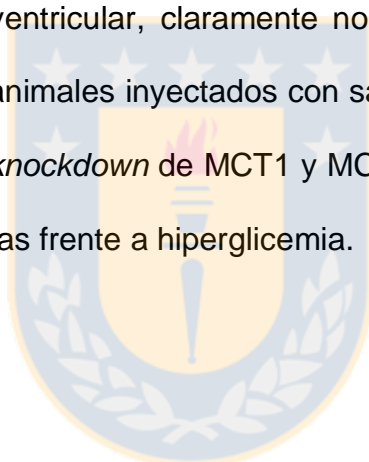 ventricular, claramente no
animales inyectados con sa
knockdown de MCT1 y MC
as frente a hiperglicemia.